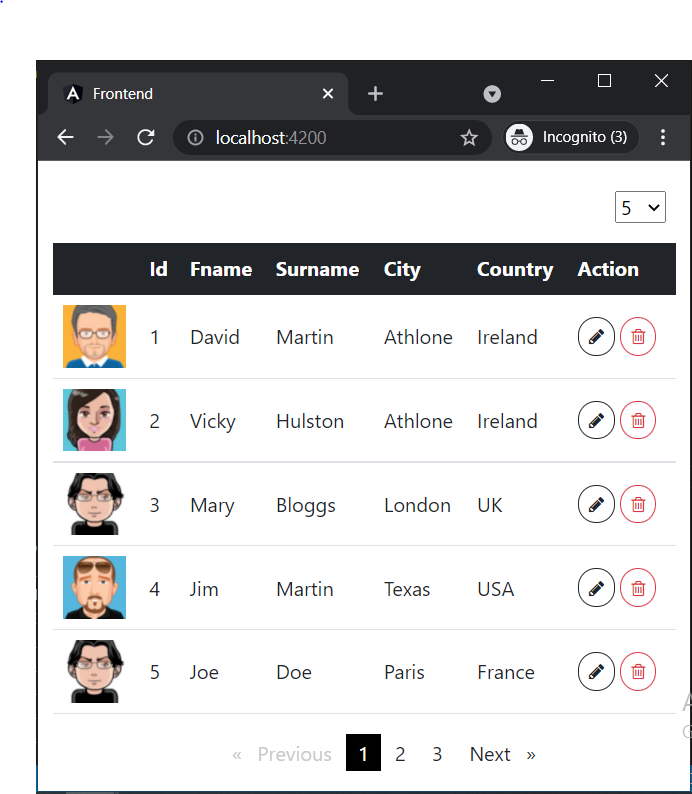 Frontend
localhost:4200
Incognito (3)
5
Id Fname Surname City Country Action
1 David Martin Athlone Ireland
2 Vicky Hulston Athlone Ireland
3 Mary Bloggs London UK
4 Jim Martin Texas USA
5 Joe Doe Paris France
« Previous 1 2 3 Next »